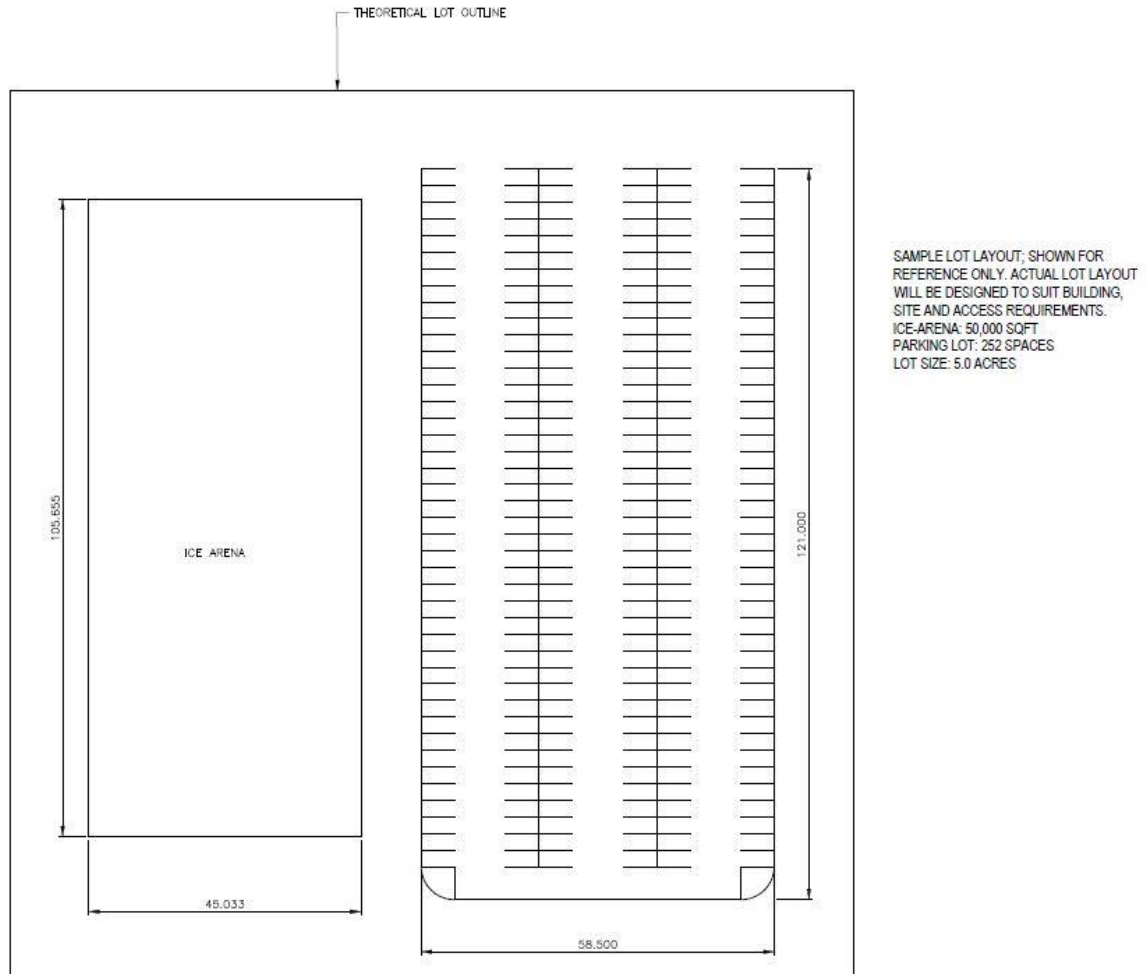 THEORETICAL LOT OUTLINE
SAMPLE LOT LAYOUT; SHOWN FOR
REFERENCE ONLY. ACTUAL LOT LAYOUT
WILL BE DESIGNED TO SUIT BUILDING,
SITE AND ACCESS REQUIREMENTS.
ICE-ARENA: 50,000 SQFT
PARKING LOT: 252 SPACES
LOT SIZE: 5.0 ACRES
105.655
ICE ARENA
121.000
45.033
58.500